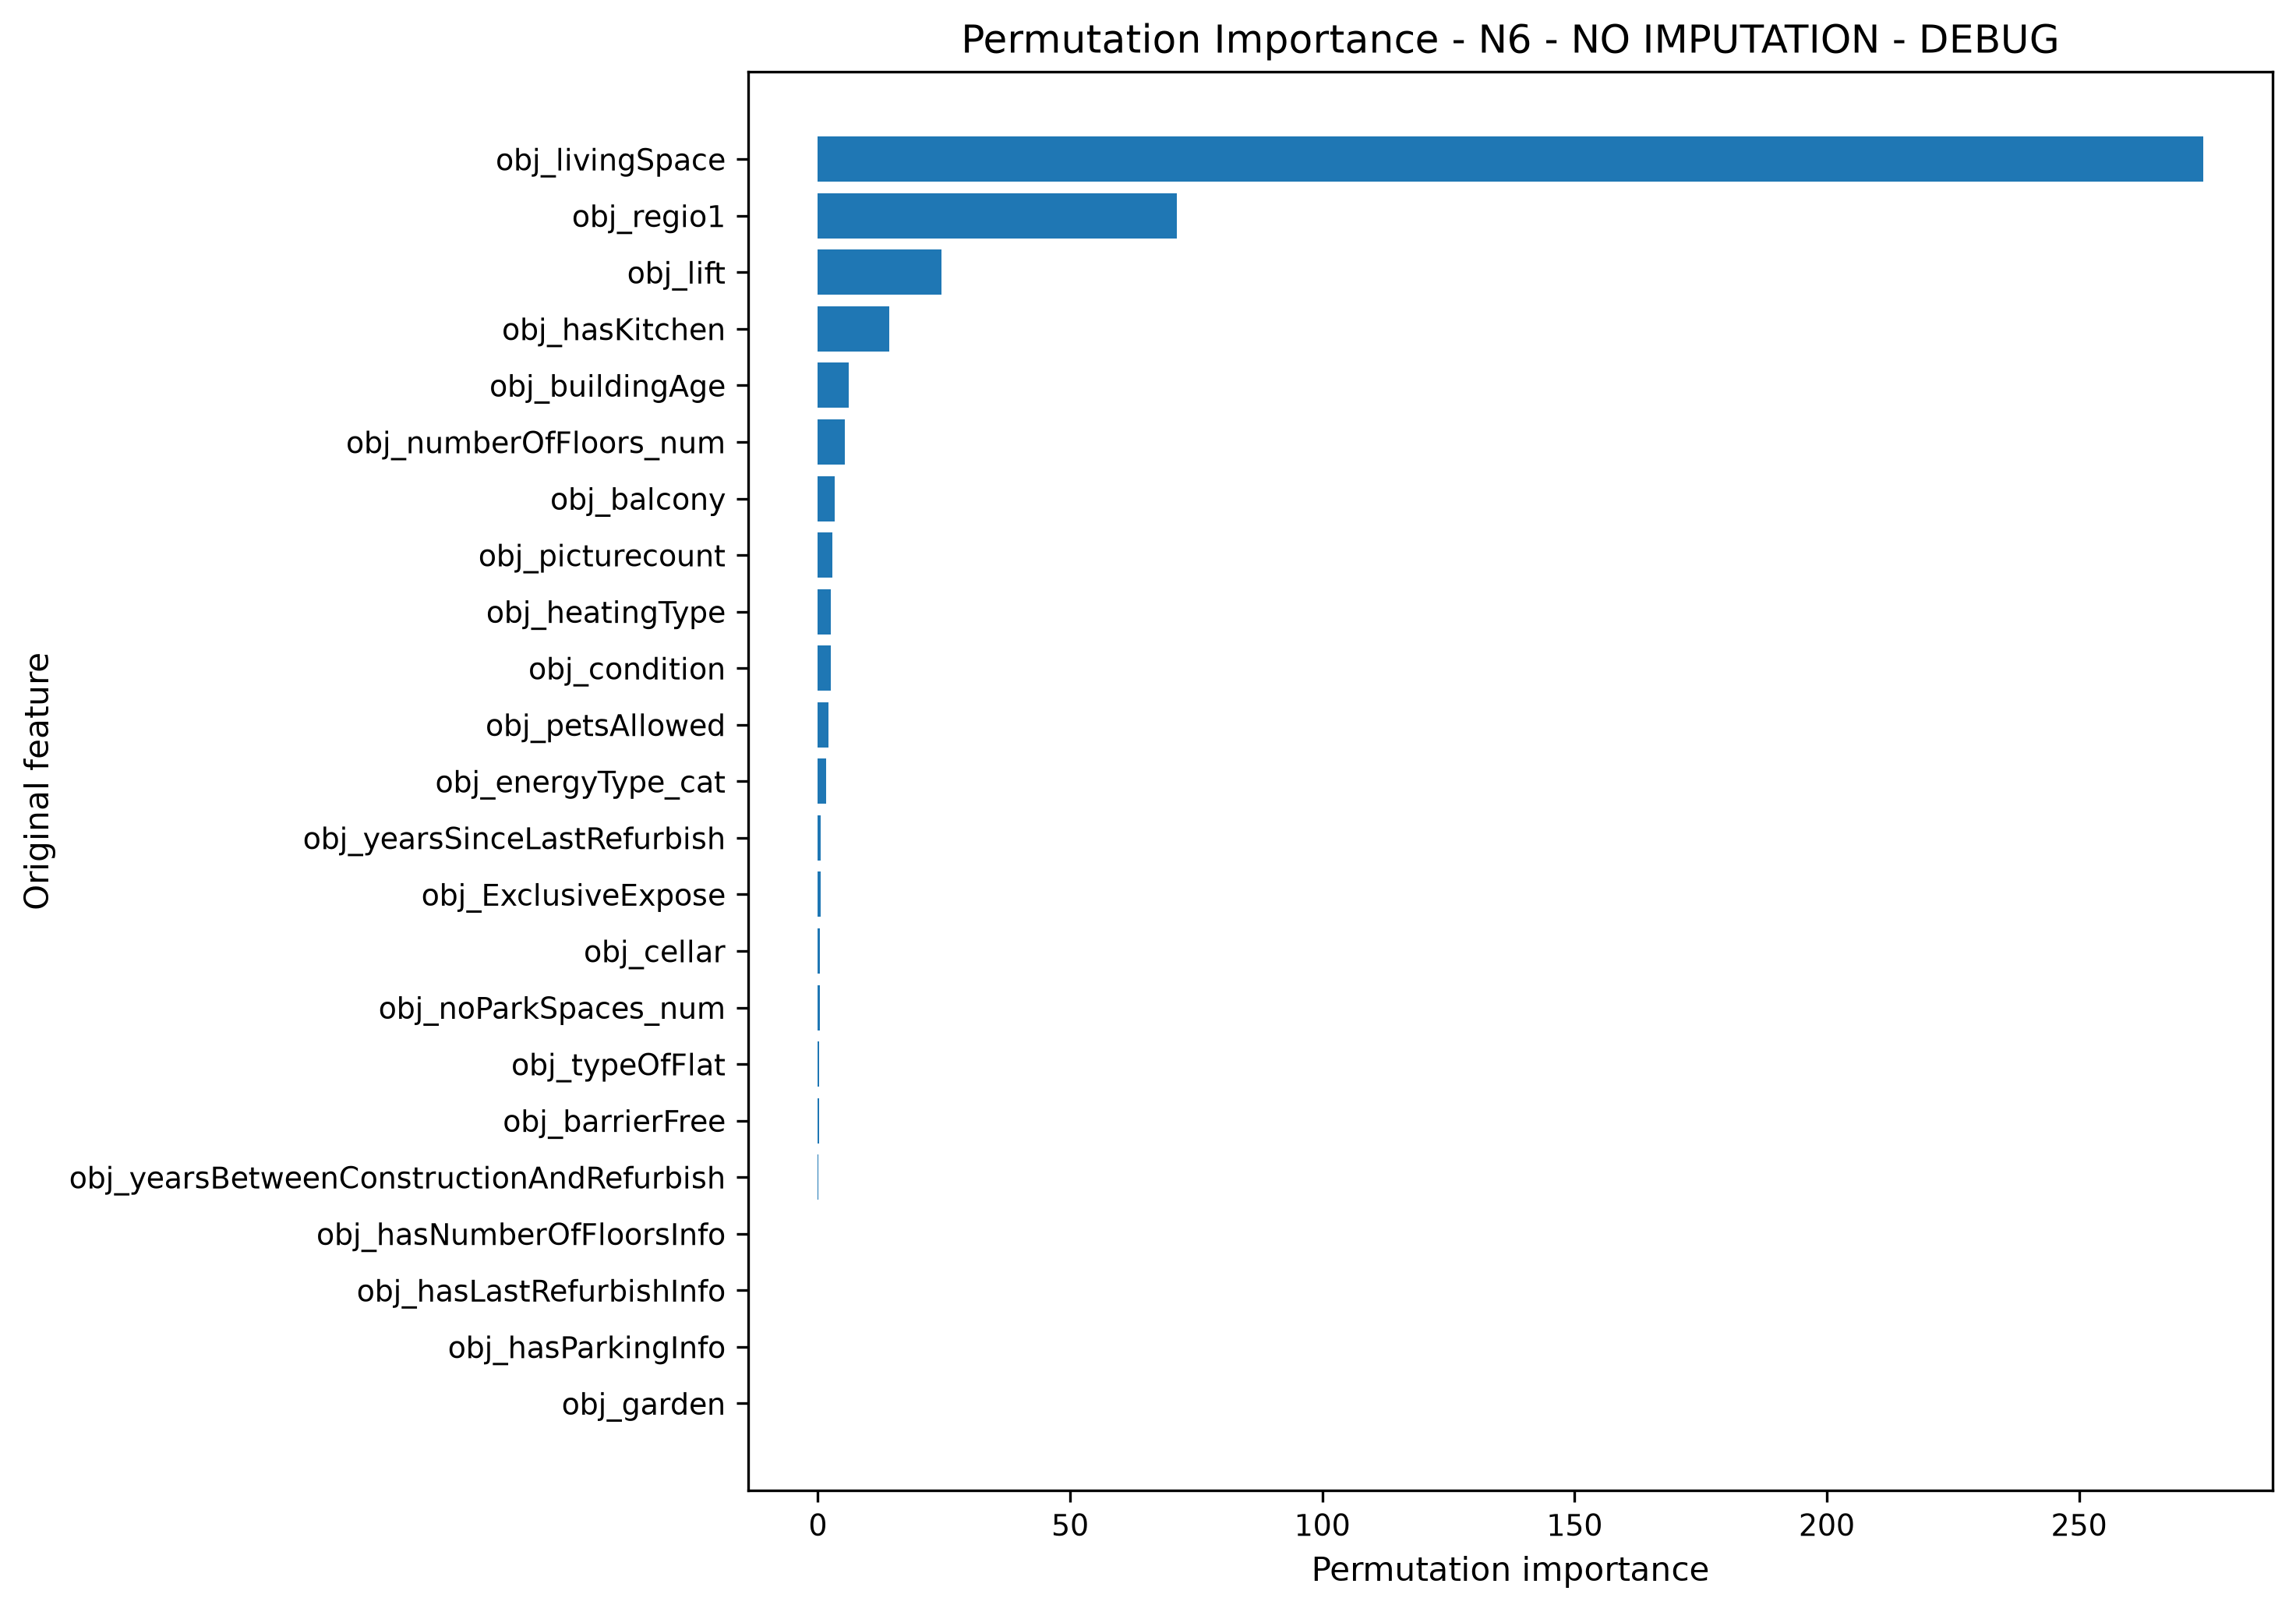 Permutation Importance - N6 - NO IMPUTATION - DEBUG
Original feature
obj_livingSpace
obj_regio1
obj_lift
obj_hasKitchen
obj_buildingAge
obj_numberOfFloors_num
obj_balcony
obj_picturecount
obj_heatingType
obj_condition
obj_petsAllowed
obj_energyType_cat
obj_yearsSinceLastRefurbish
obj_ExclusiveExpose
obj_cellar
obj_noParkSpaces_num
obj_typeOfFlat
obj_barrierFree
obj_yearsBetweenConstructionAndRefurbish
obj_hasNumberOfFloorsInfo
obj_hasLastRefurbishInfo
obj_hasParkingInfo
obj_garden
0 50 100 150 200 250
Permutation importance